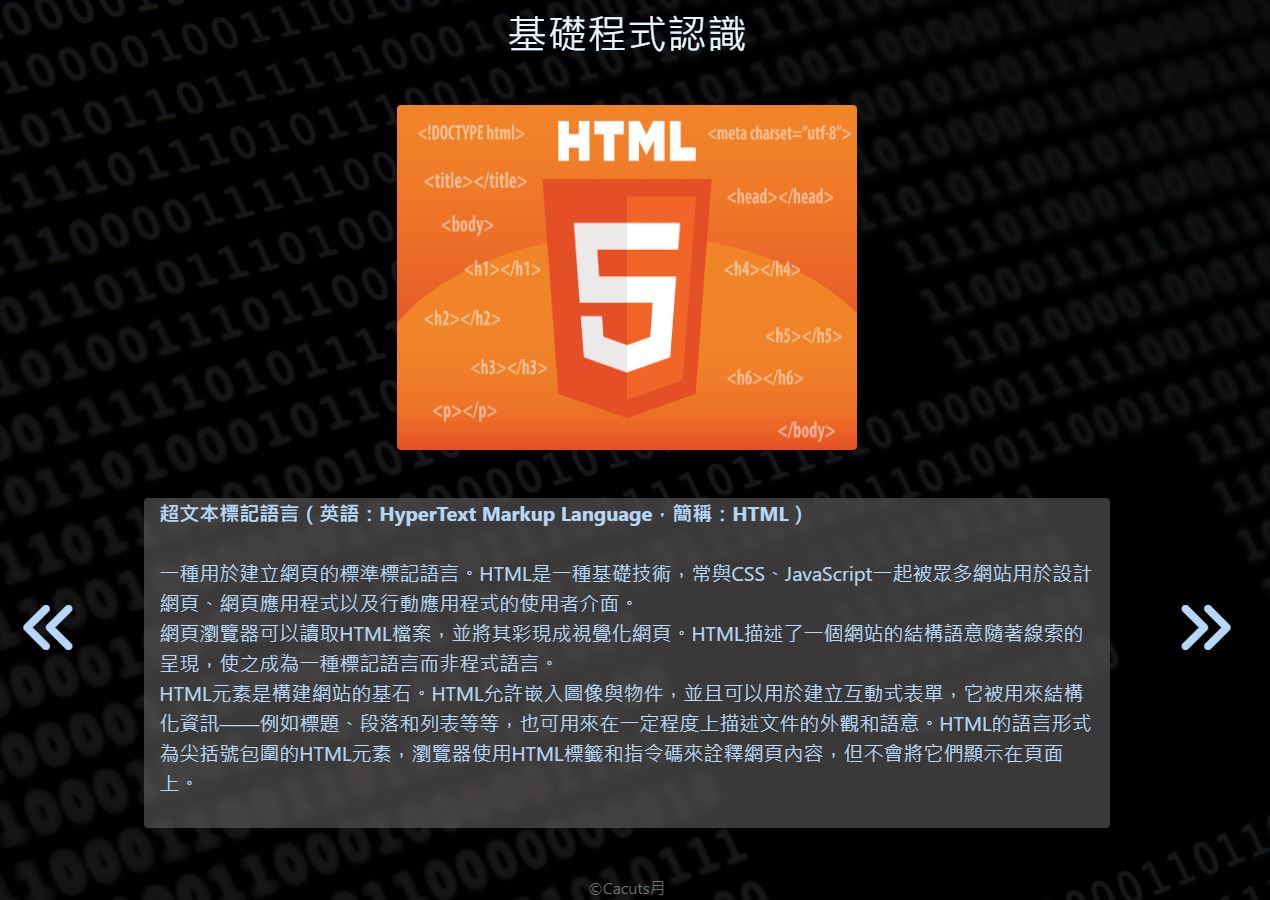 基礎程式認識
HTML
<!DOCTYPE html>
<meta charset="utf-8">
<title></title>
<head></head>
<body>
<h1></h1>
<h4></h4>
<h2></h2>
<h5></h5>
<h3></h3>
<h6></h6>
<p></p>
</body>
5
超文本標記語言（英語：HyperText Markup Language，簡稱：HTML）
一種用於建立網頁的標準標記語言。HTML是一種基礎技術，常與CSS、JavaScript一起被眾多網站用於設計
網頁、網頁應用程式以及行動應用程式的使用者介面。
網頁瀏覽器可以讀取HTML檔案，並將其彩現成視覺化網頁。HTML描述了一個網站的結構語意隨著線索的
呈現，使之成為一種標記語言而非程式語言。
HTML元素是構建網站的基石。HTML允許嵌入圖像與物件，並且可以用於建立互動式表單，它被用來結構
化資訊——例如標題、段落和列表等等，也可用來在一定程度上描述文件的外觀和語意。HTML的語言形式
為尖括號包圍的HTML元素，瀏覽器使用HTML標籤和指令碼來詮釋網頁內容，但不會將它們顯示在頁面
上。
©Cacuts月